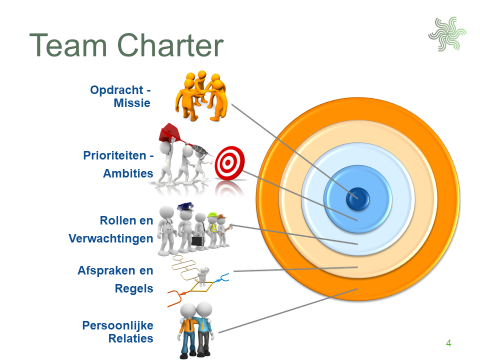 Team Charter
Opdracht -
Missie
Prioriteiten -
Ambities
Rollen en
Verwachtingen
Afspraken en
Regels
Persoonlijke
Relaties
4